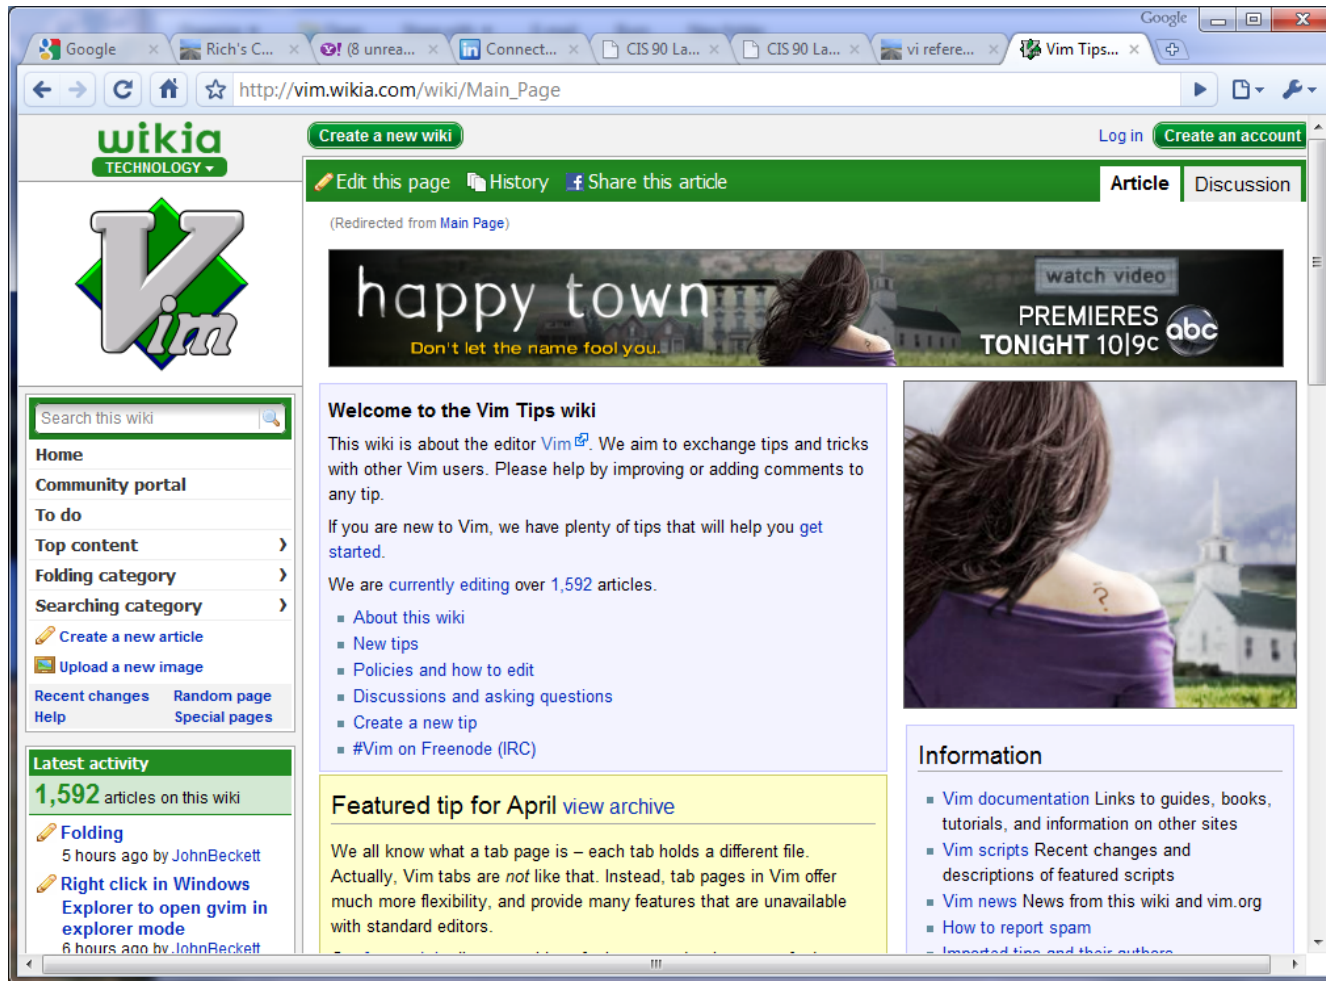 Google
Google
Rich's C...
(8 unrea...
Connect...
CIS 90 La...
CIS 90 La...
vi refere...
Vim Tips...
http://vim.wikia.com/wiki/Main_Page
wikia
TECHNOLOGY
Create a new wiki
Log in
Create an account
Edit this page
History
Share this article
Article
Discussion
(Redirected from Main Page)
Vim
happy town
Don't let the name fool you.
watch video
PREMIERES
TONIGHT 10|9c
abc
Search this wiki
Home
Community portal
To do
Top content
Folding category
Searching category
Create a new article
Upload a new image
Recent changes
Random page
Help
Special pages
Latest activity
1,592 articles on this wiki
Folding
5 hours ago by JohnBeckett
Right click in Windows
Explorer to open gvim in
explorer mode
6 hours ago by JohnBeckett
Welcome to the Vim Tips wiki
This wiki is about the editor Vim. We aim to exchange tips and tricks
with other Vim users. Please help by improving or adding comments to
any tip.
If you are new to Vim, we have plenty of tips that will help you get
started.
We are currently editing over 1,592 articles.
About this wiki
New tips
Policies and how to edit
Discussions and asking questions
Create a new tip
#Vim on Freenode (IRC)
Featured tip for April view archive
We all know what a tab page is – each tab holds a different file.
Actually, Vim tabs are not like that. Instead, tab pages in Vim offer
much more flexibility, and provide many features that are unavailable
with standard editors.
Information
Vim documentation Links to guides, books,
tutorials, and information on other sites
Vim scripts Recent changes and
descriptions of featured scripts
Vim news News from this wiki and vim.org
How to report spam
Imported tips and their authors